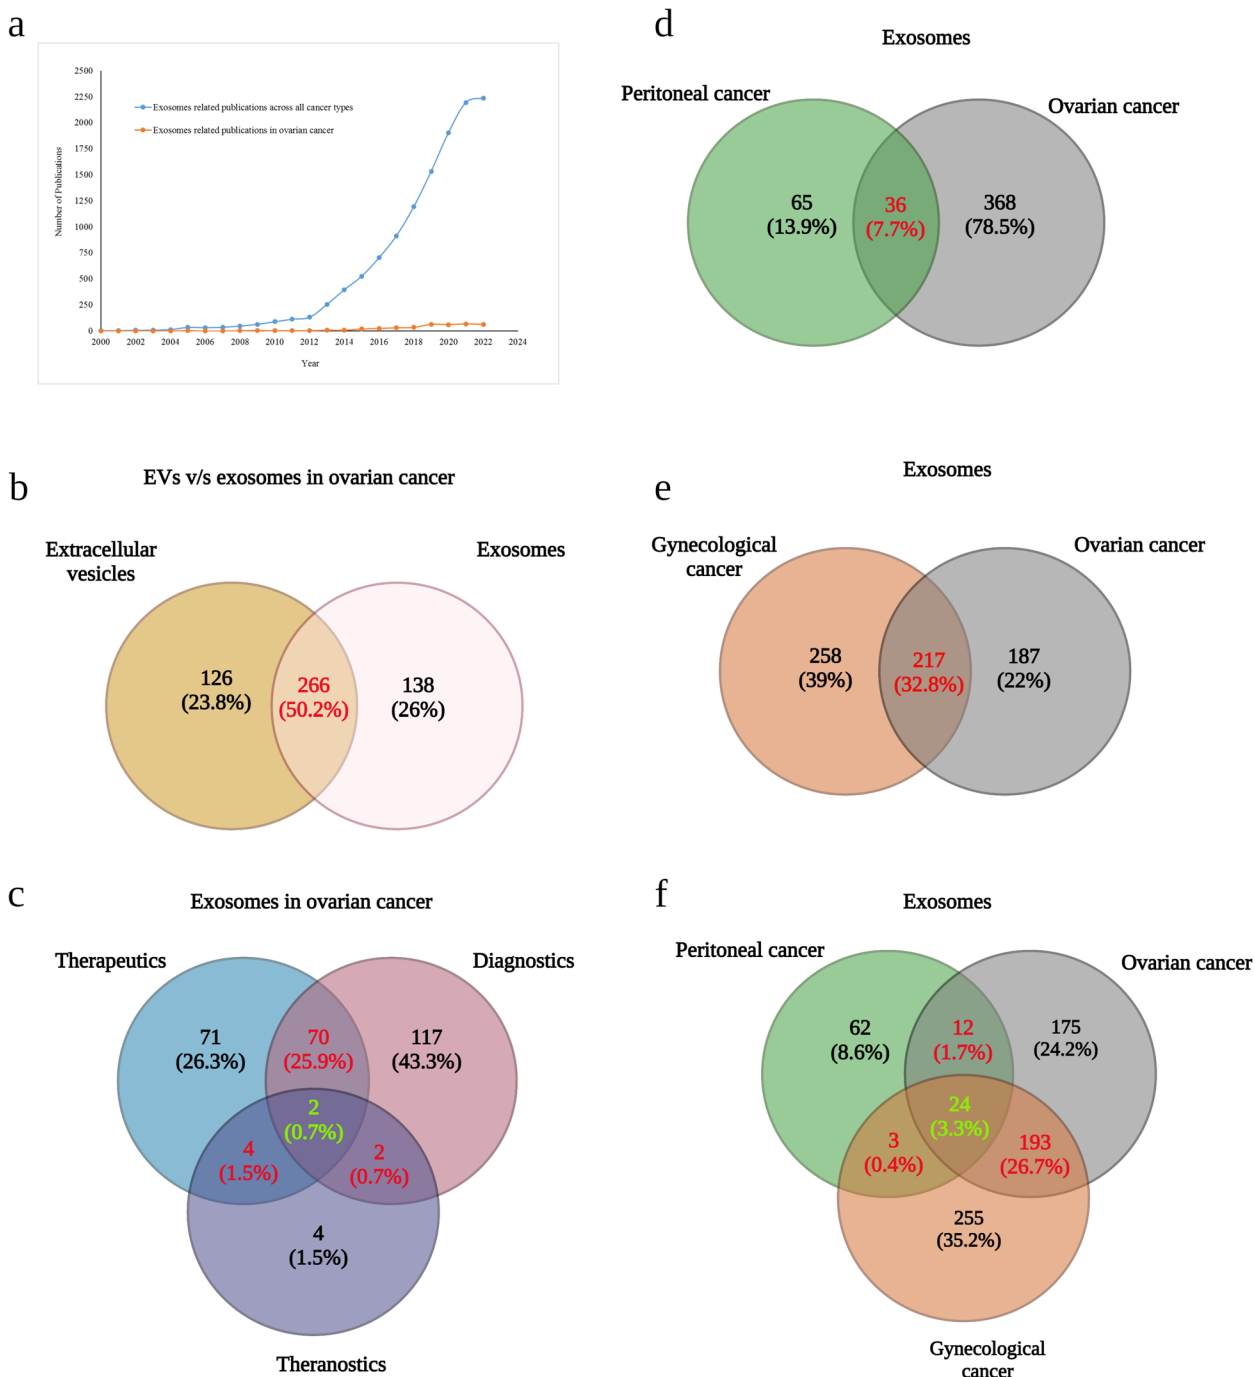 a
2500
2250
2000
1750
1500
1250
1000
750
500
250
0
Number of Publications
Exosomes related publications across all cancer types
Exosomes related publications in ovarian cancer
2000 2002 2004 2006 2008 2010 2012 2014 2016 2018 2020 2022 2024
Year
d
Exosomes
Peritoneal cancer
Ovarian cancer
65
(13.9%)
36
(7.7%)
368
(78.5%)
b
EVs v/s exosomes in ovarian cancer
Extracellular
vesicles
Exosomes
126
(23.8%)
266
(50.2%)
138
(26%)
e
Exosomes
Gynecological
cancer
Ovarian cancer
258
(39%)
217
(32.8%)
187
(22%)
c
Exosomes in ovarian cancer
Therapeutics
Diagnostics
71
(26.3%)
70
(25.9%)
117
(43.3%)
2
(0.7%)
4
(1.5%)
2
(0.7%)
4
(1.5%)
Theranostics
f
Exosomes
Peritoneal cancer
Ovarian cancer
62
(8.6%)
12
(1.7%)
175
(24.2%)
24
(3.3%)
3
(0.4%)
193
(26.7%)
255
(35.2%)
Gynecological
cancer